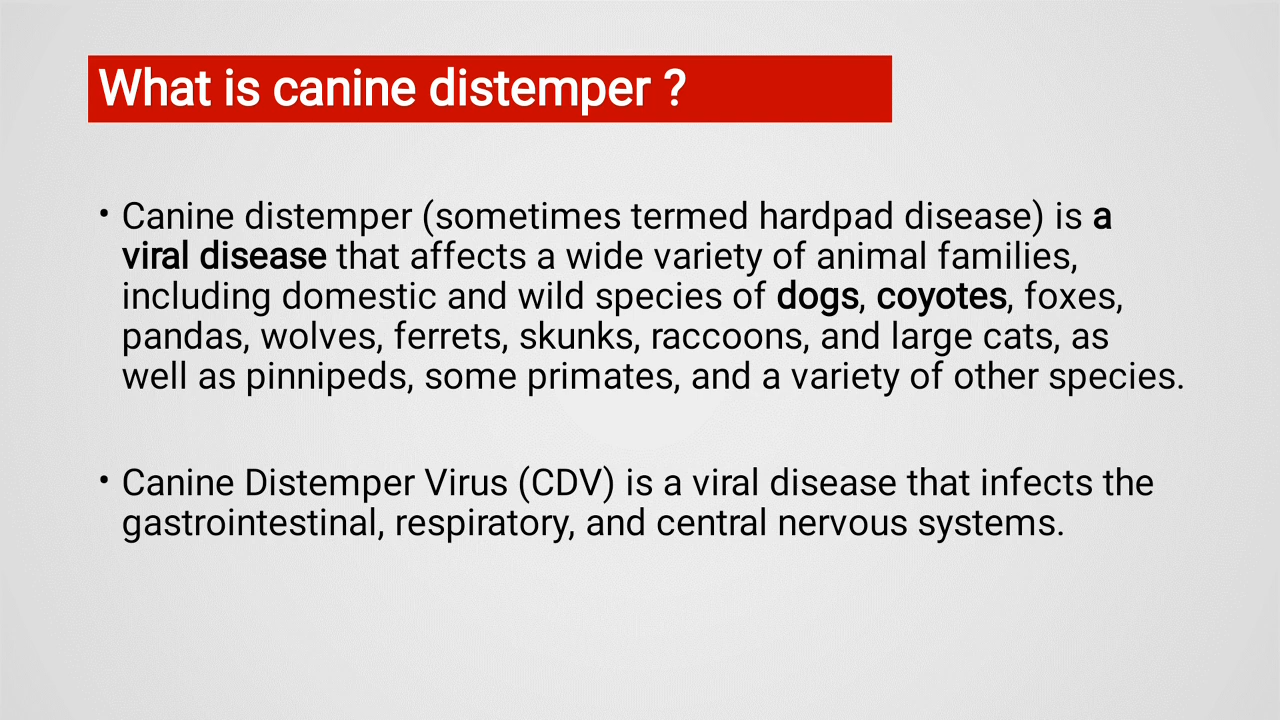 What is canine distemper ?
• Canine distemper (sometimes termed hardpad disease) is a
viral disease that affects a wide variety of animal families,
including domestic and wild species of dogs, coyotes, foxes,
pandas, wolves, ferrets, skunks, raccoons, and large cats, as
well as pinnipeds, some primates, and a variety of other species.
• Canine Distemper Virus (CDV) is a viral disease that infects the
gastrointestinal, respiratory, and central nervous systems.